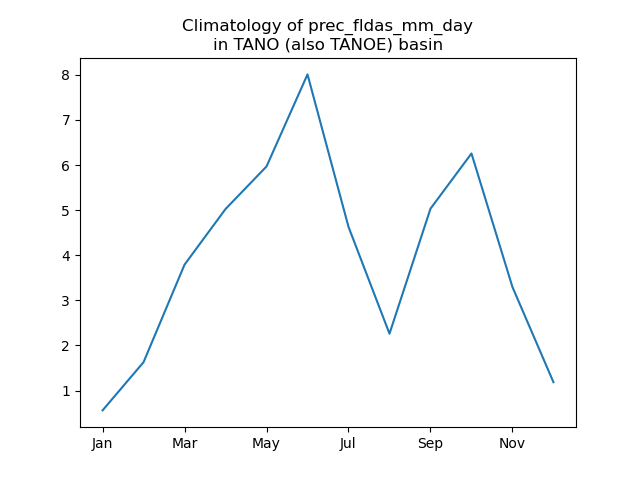 Climatology of prec_fldas_mm_day
in TANO (also TANOE) basin
8
7
6
5
4
3
2
1
Jan Mar May Jul Sep Nov